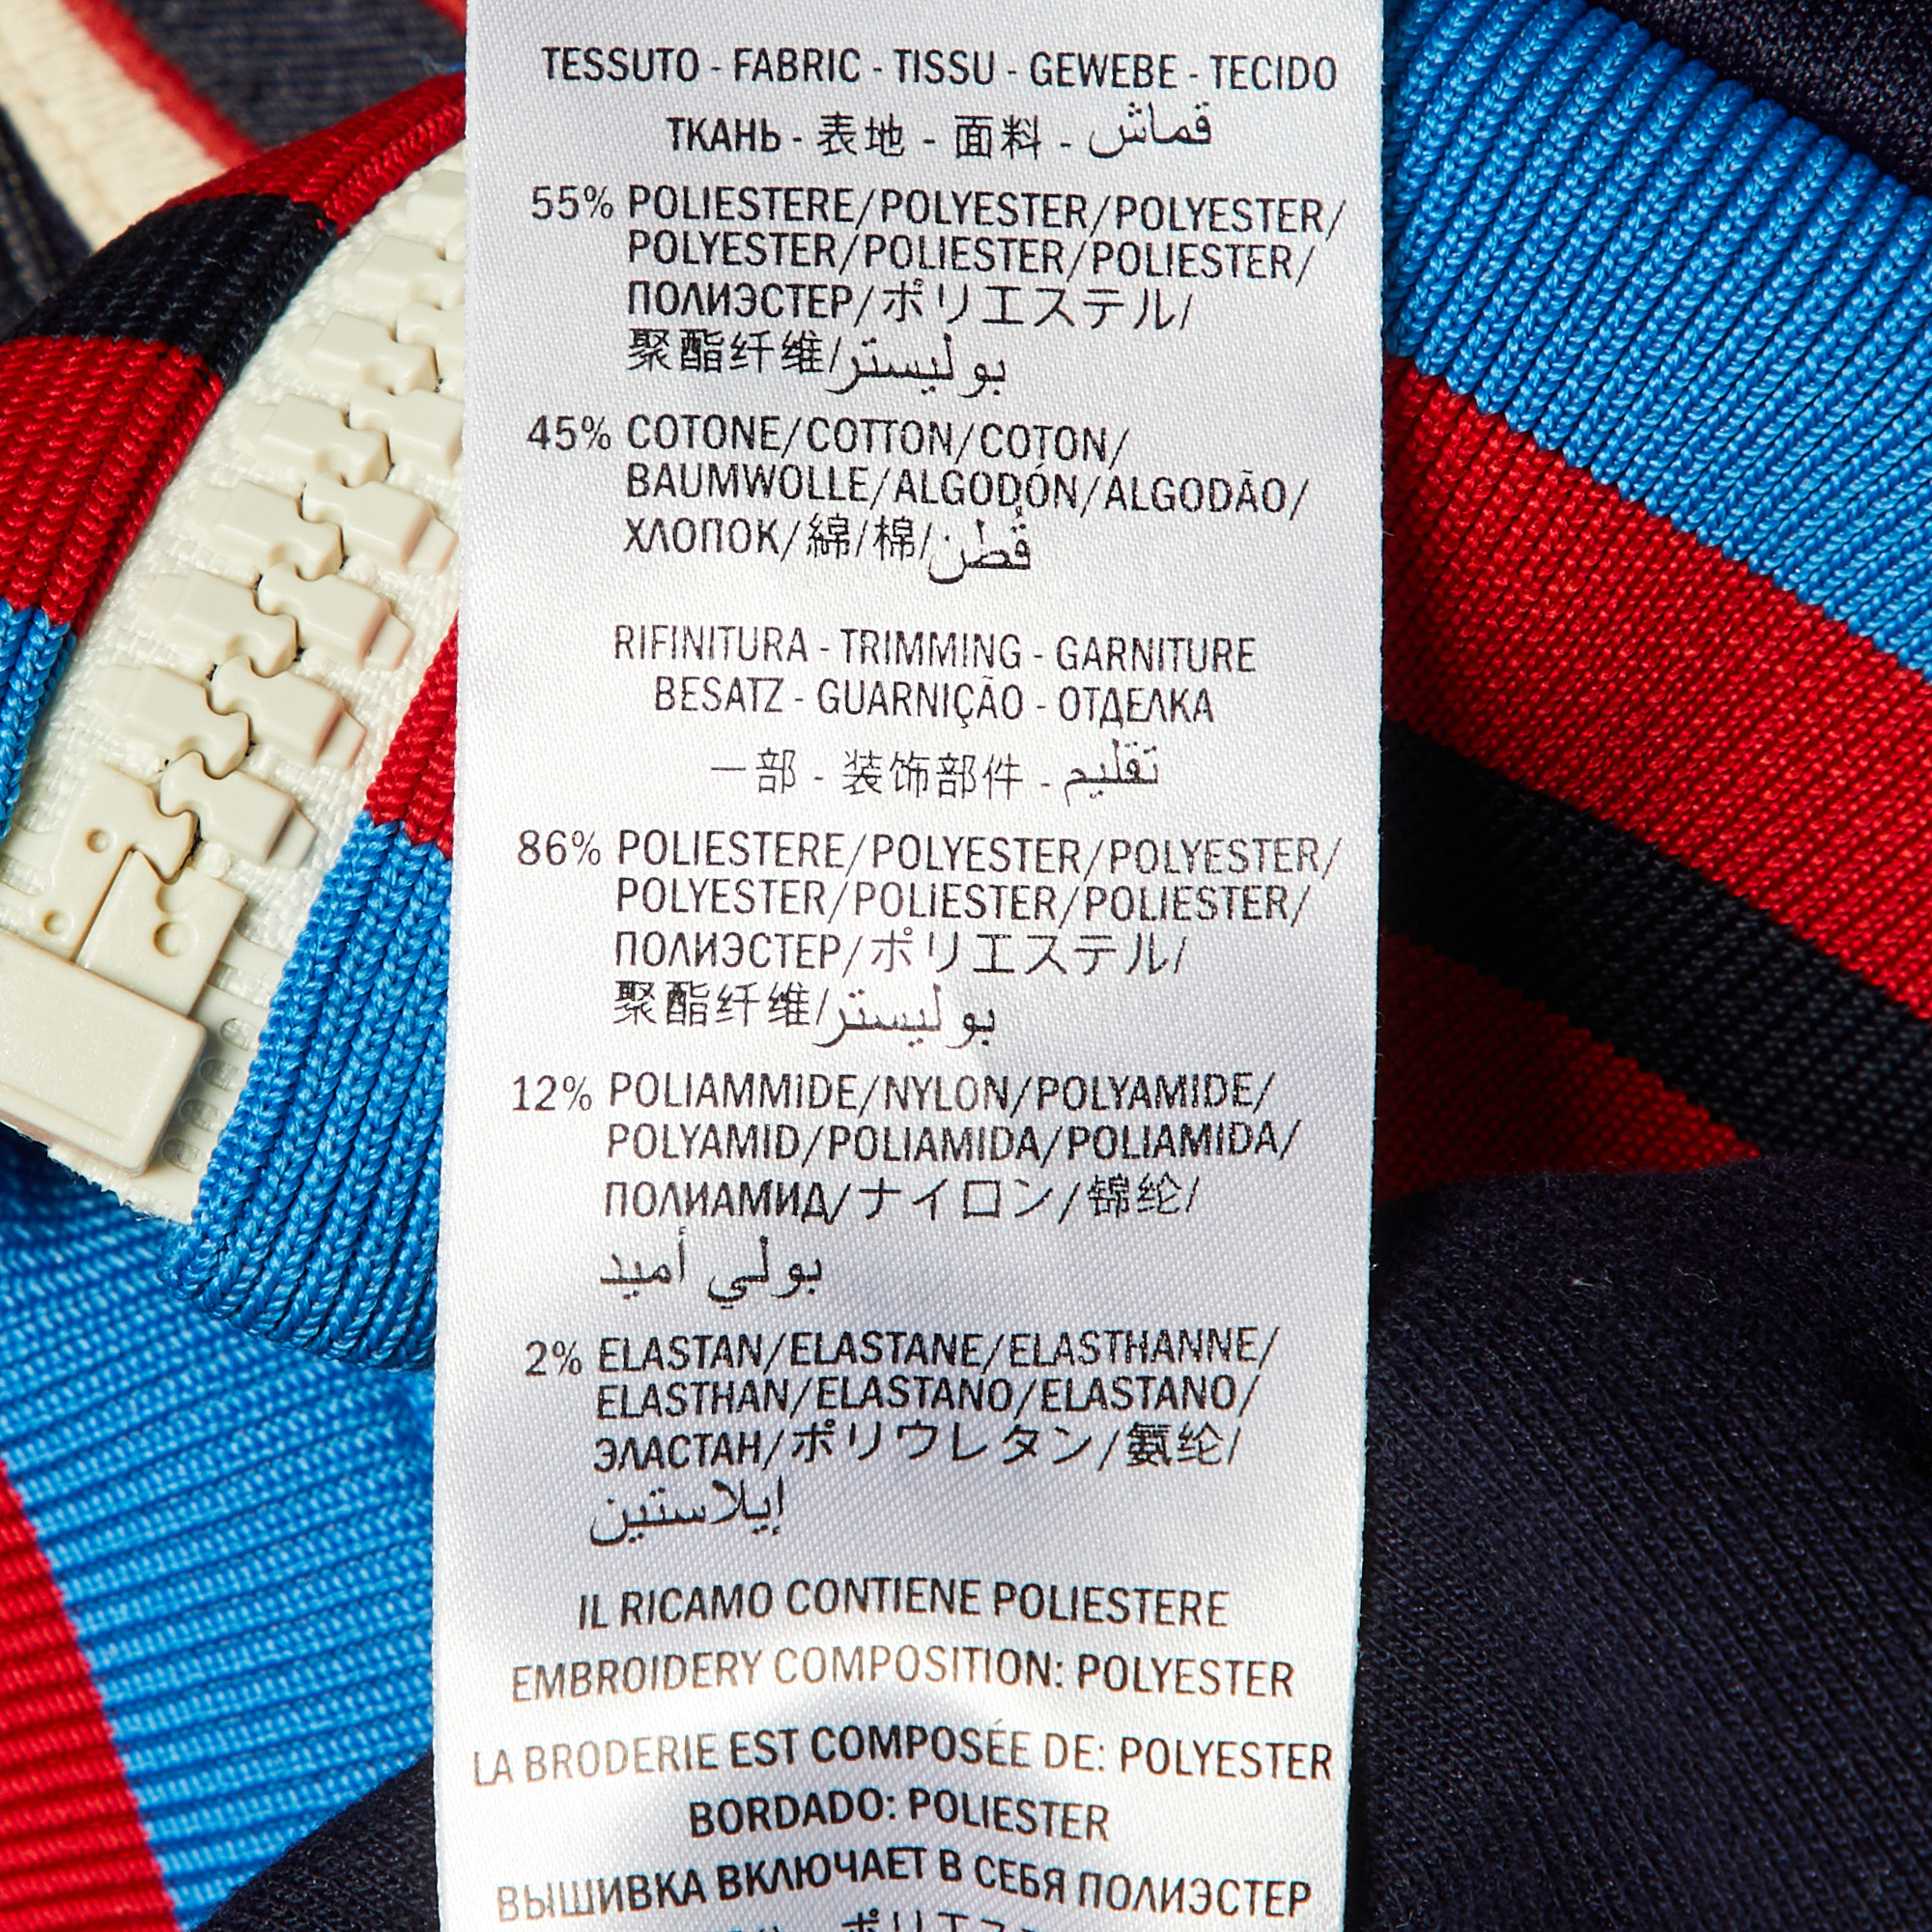 TESSUTO - FABRIC - TISSU - GEWEBE - TECIDO
ТКАНЬ - 表地 - 面料 - قماش
55% POLIESTERE/POLYESTER/POLYESTER/
POLYESTER/POLIESTER/POLIESTER/
ПОЛИЭСТЕР/ポリエステル/
聚酯纤维/بوليستر
45% COTONE/COTTON/COTON/
BAUMWOLLE/ALGODÓN/ALGODÃO/
ХЛОПОК/綿/棉/قُطن
RIFINITURA - TRIMMING - GARNITURE
BESATZ - GUARNIÇÃO - ОТДЕЛКА
一部 - 装饰部件 - تقليم
86% POLIESTERE/POLYESTER/POLYESTER/
POLYESTER/POLIESTER/POLIESTER/
ПОЛИЭСТЕР/ポリエステル/
聚酯纤维/بوليستر
12% POLIAMMIDE/NYLON/POLYAMIDE/
POLYAMID/POLIAMIDA/POLIAMIDA/
ПОЛИАМИД/ナイロン/锦纶/
بولي أميد
2% ELASTAN/ELASTANE/ELASTHANNE/
ELASTHAN/ELASTANO/ELASTANO/
ЭЛАСТАН/ポリウレタン/氨纶/
إيلاستين
IL RICAMO CONTIENE POLIESTERE
EMBROIDERY COMPOSITION: POLYESTER
LA BRODERIE EST COMPOSÉE DE: POLYESTER
BORDADO: POLIESTER
ВЫШИВКА ВКЛЮЧАЕТ В СЕБЯ ПОЛИЭСТЕР